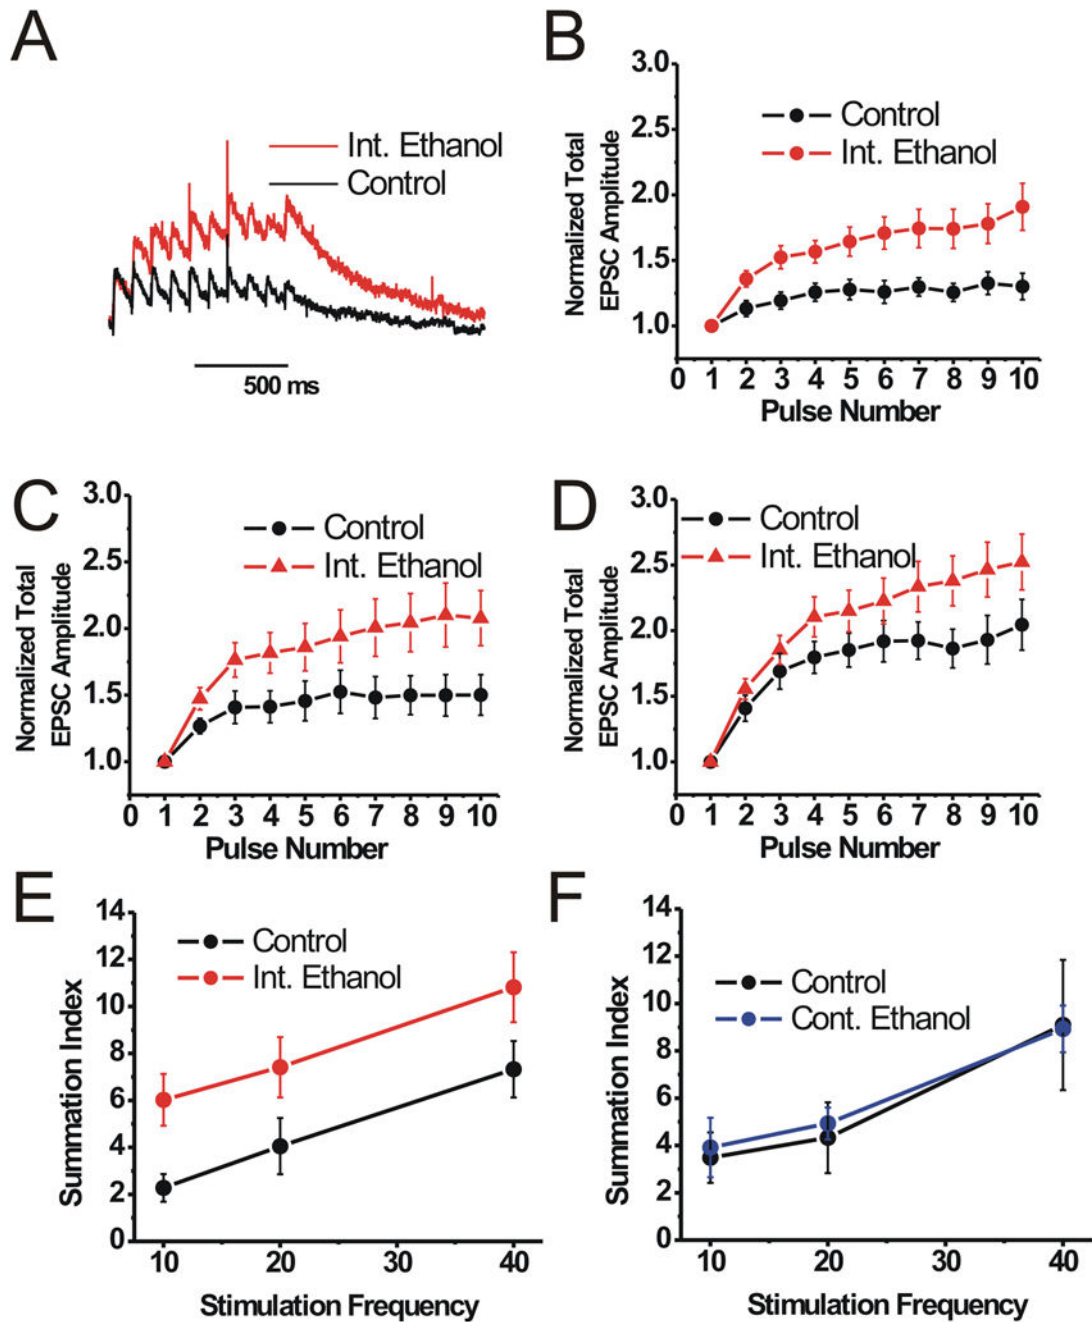 A
Int. Ethanol
Control
500 ms
B
3.0
2.5
2.0
1.5
1.0
Normalized Total
EPSC Amplitude
Control
Int. Ethanol
0 1 2 3 4 5 6 7 8 9 10
Pulse Number
C
3.0
2.5
2.0
1.5
1.0
Normalized Total
EPSC Amplitude
Control
Int. Ethanol
0 1 2 3 4 5 6 7 8 9 10
Pulse Number
D
3.0
2.5
2.0
1.5
1.0
Normalized Total
EPSC Amplitude
Control
Int. Ethanol
0 1 2 3 4 5 6 7 8 9 10
Pulse Number
E
14
12
10
8
6
4
2
0
Summation Index
Control
Int. Ethanol
10 20 30 40
Stimulation Frequency
F
14
12
10
8
6
4
2
0
Summation Index
Control
Cont. Ethanol
10 20 30 40
Stimulation Frequency